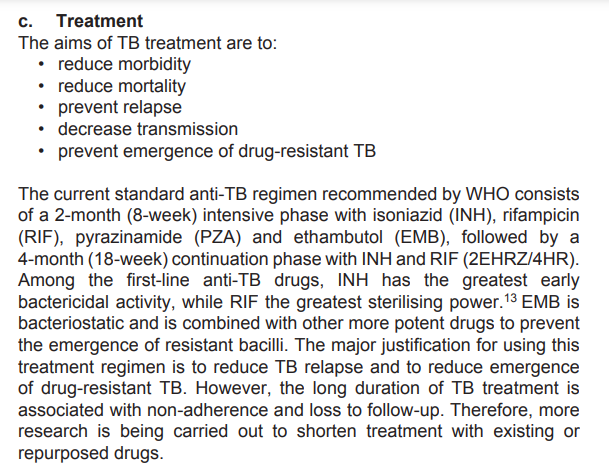 c. Treatment
The aims of TB treatment are to:
• reduce morbidity
• reduce mortality
• prevent relapse
• decrease transmission
• prevent emergence of drug-resistant TB
The current standard anti-TB regimen recommended by WHO consists
of a 2-month (8-week) intensive phase with isoniazid (INH), rifampicin
(RIF), pyrazinamide (PZA) and ethambutol (EMB), followed by a
4-month (18-week) continuation phase with INH and RIF (2EHRZ/4HR).
Among the first-line anti-TB drugs, INH has the greatest early
bactericidal activity, while RIF the greatest sterilising power.13 EMB is
bacteriostatic and is combined with other more potent drugs to prevent
the emergence of resistant bacilli. The major justification for using this
treatment regimen is to reduce TB relapse and to reduce emergence
of drug-resistant TB. However, the long duration of TB treatment is
associated with non-adherence and loss to follow-up. Therefore, more
research is being carried out to shorten treatment with existing or
repurposed drugs.